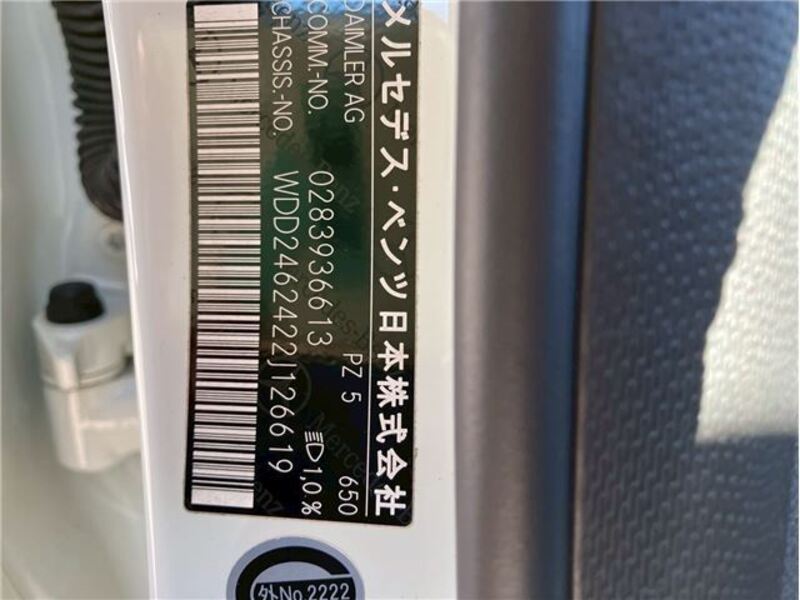 メルセデス・ベンツ日本株式会社
DAIMLER AG 650
COMM.-NO. 0283936613 PZ 5
CHASSIS.-NO. WDD2462422J126619 1,0%
外No.2222